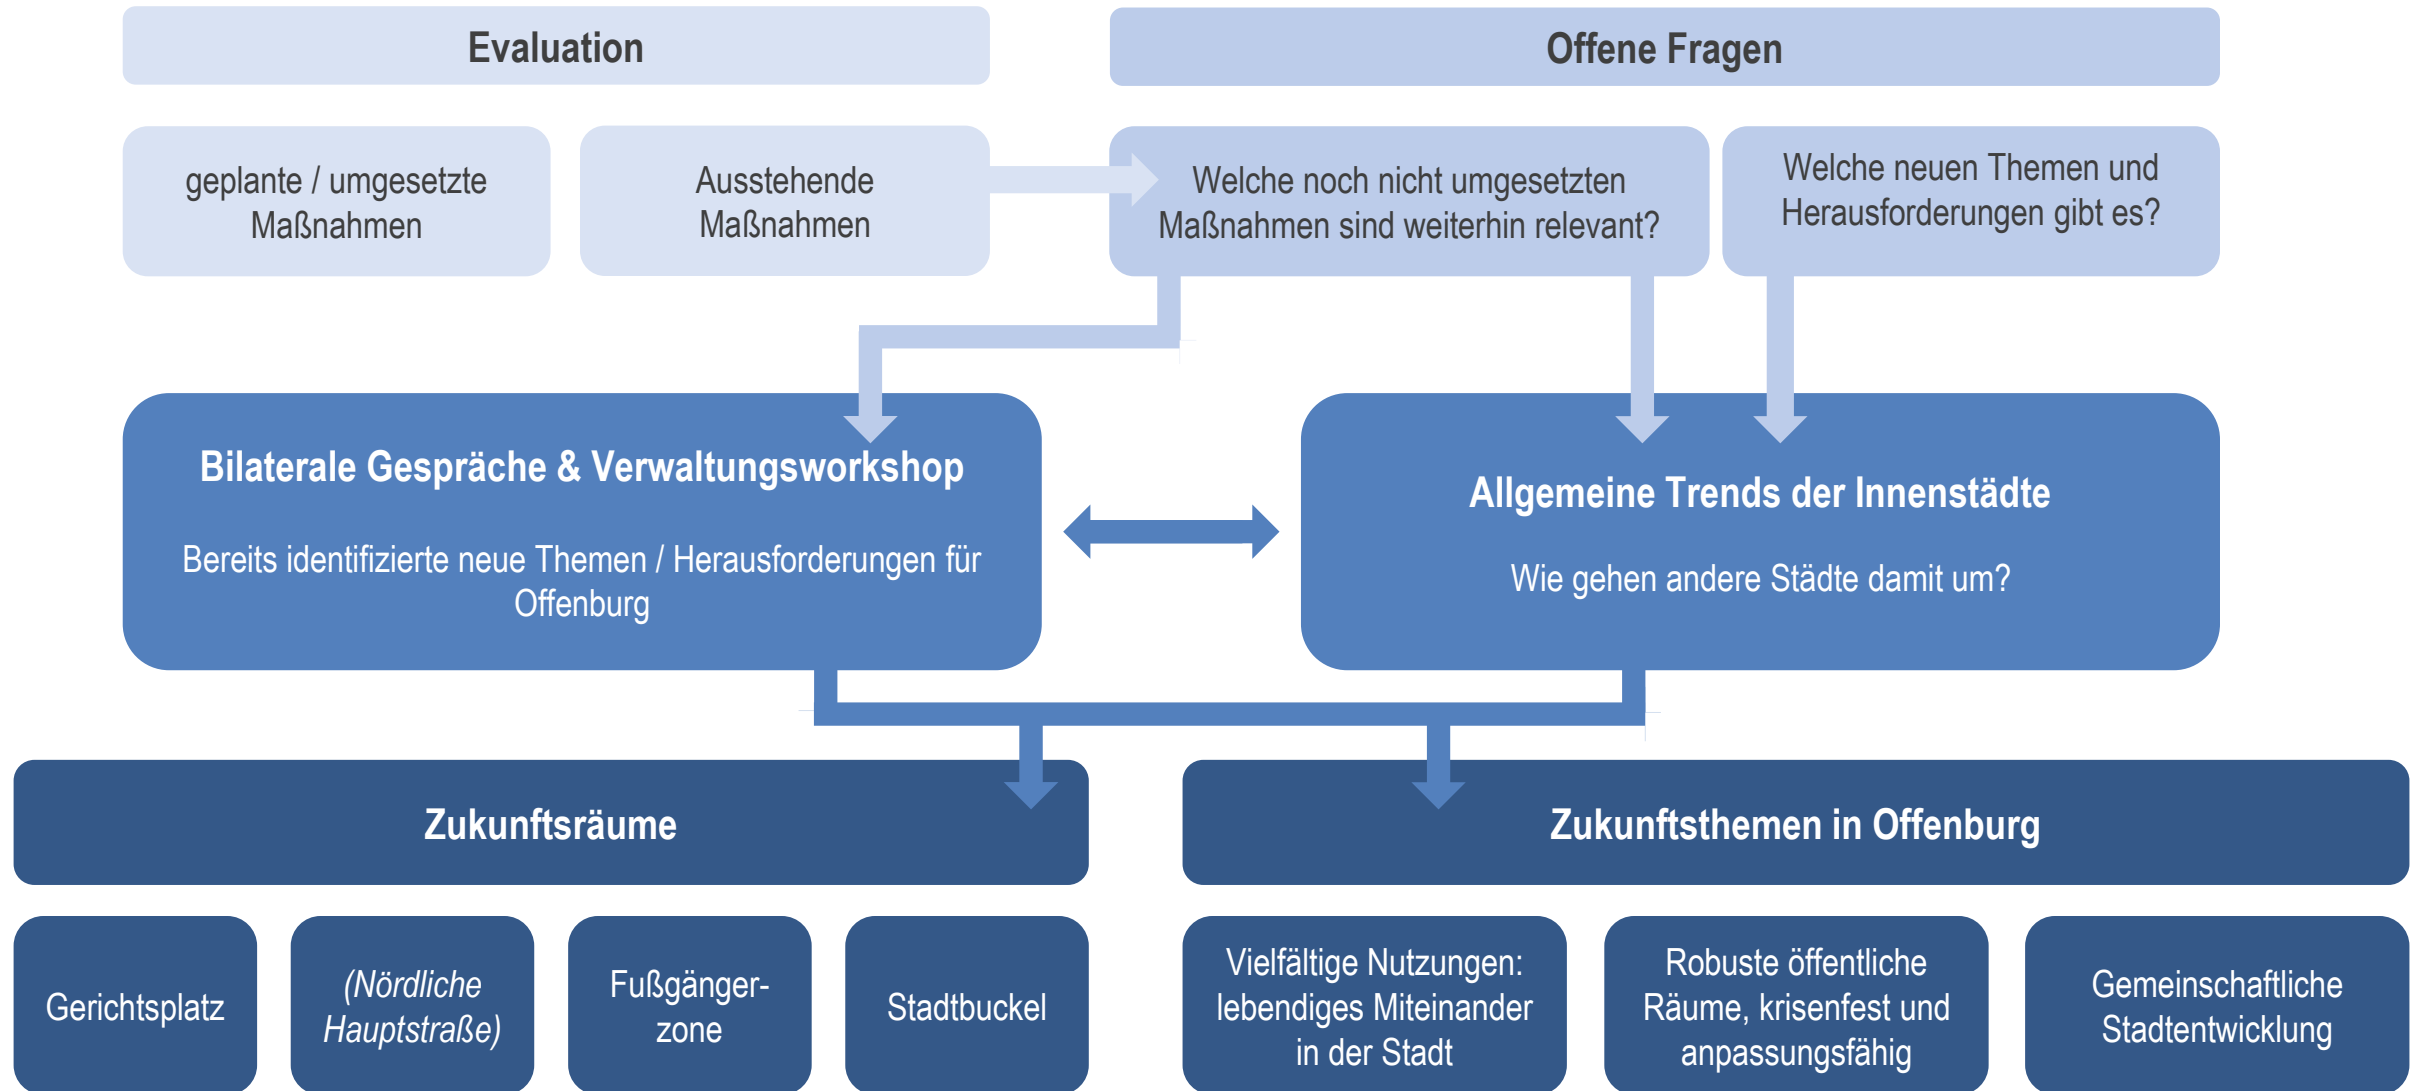 Evaluation
Offene Fragen
geplante / umgesetzte
Maßnahmen
Ausstehende
Maßnahmen
Welche noch nicht umgesetzten
Maßnahmen sind weiterhin relevant?
Welche neuen Themen und
Herausforderungen gibt es?
Bilaterale Gespräche & Verwaltungsworkshop
Bereits identifizierte neue Themen / Herausforderungen für
Offenburg
Allgemeine Trends der Innenstädte
Wie gehen andere Städte damit um?
Zukunftsräume
Zukunftsthemen in Offenburg
Gerichtsplatz
(Nördliche
Hauptstraße)
Fußgänger-
zone
Stadtbuckel
Vielfältige Nutzungen:
lebendiges Miteinander
in der Stadt
Robuste öffentliche
Räume, krisenfest und
anpassungsfähig
Gemeinschaftliche
Stadtentwicklung